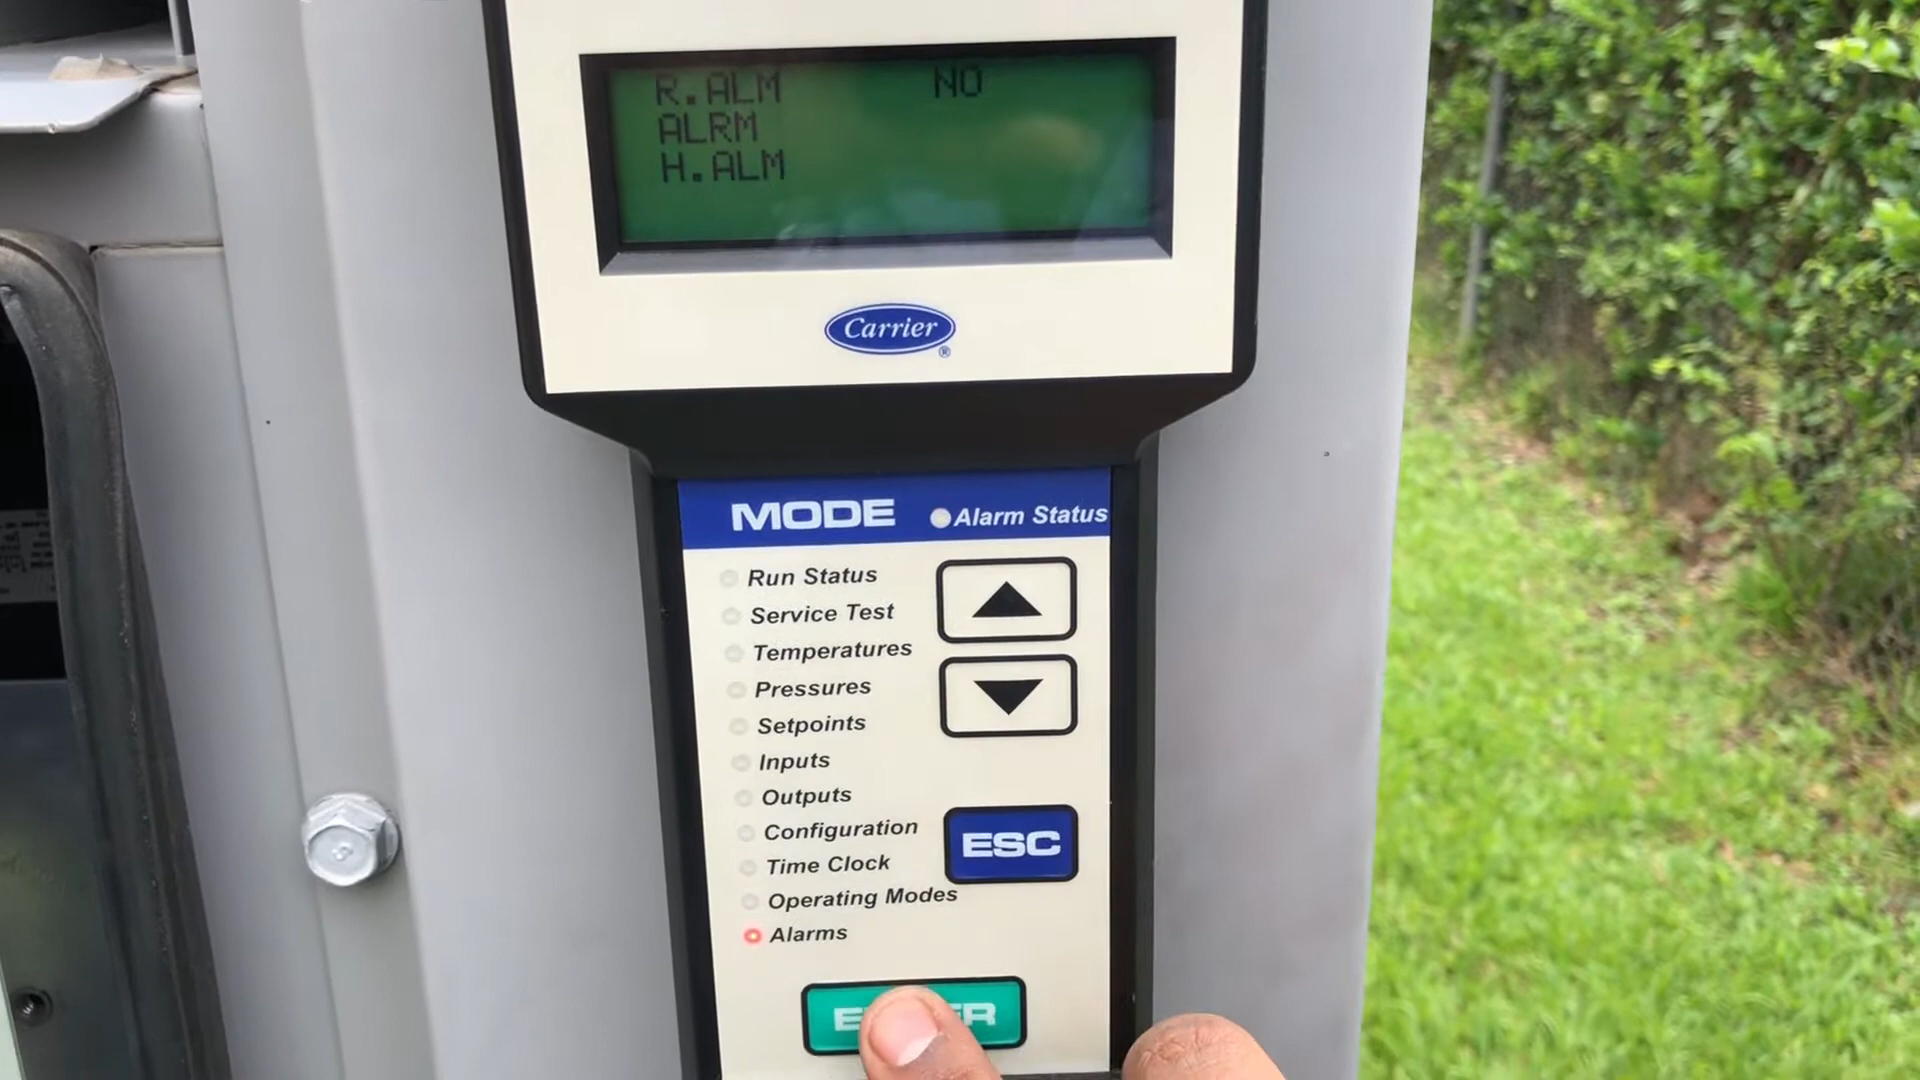 R.ALM NO
ALRM
H.ALM
Carrier ®
MODE Alarm Status
Run Status
Service Test
Temperatures
Pressures
Setpoints
Inputs
Outputs
Configuration
ESC
Time Clock
Operating Modes
Alarms